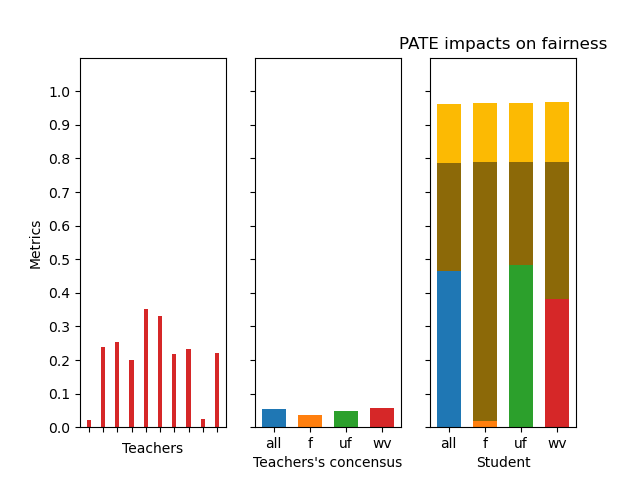 PATE impacts on fairness
Metrics
1.0
0.9
0.8
0.7
0.6
0.5
0.4
0.3
0.2
0.1
0.0
Teachers
all f uf wv
Teachers's concensus
all f uf wv
Student